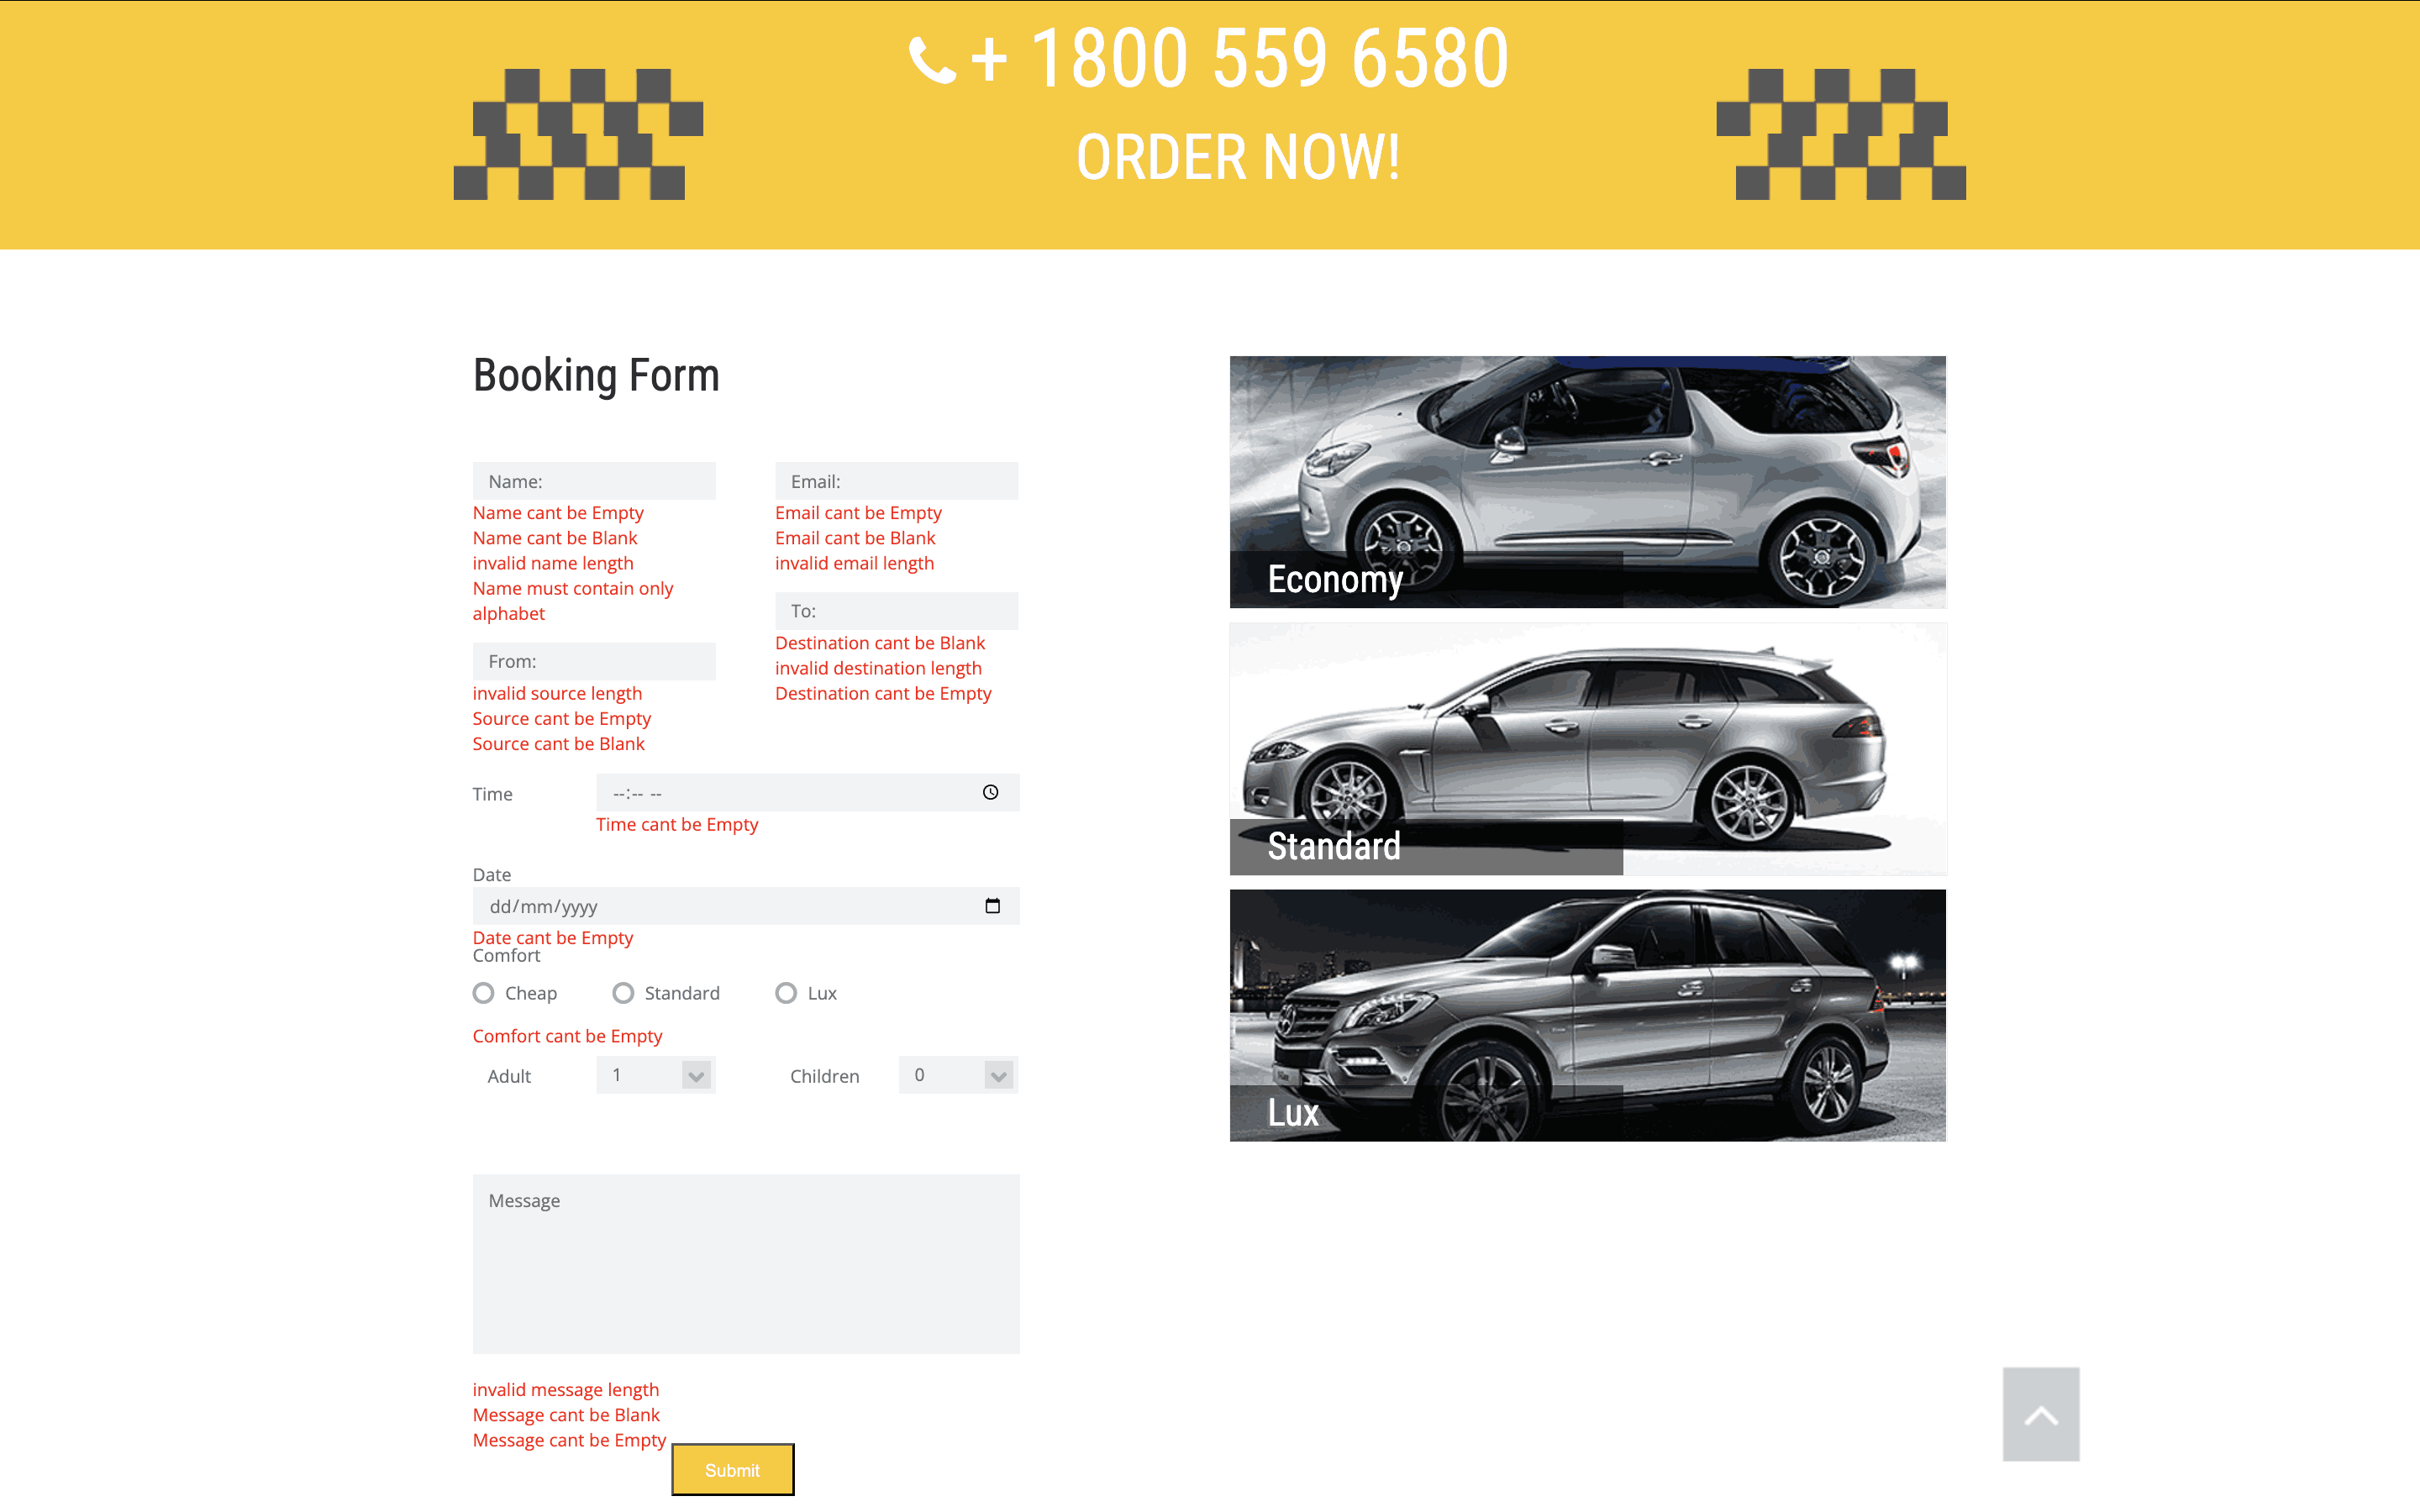 + 1800 559 6580
ORDER NOW!
Booking Form
Name:
Name cant be Empty
Name cant be Blank
invalid name length
Name must contain only
alphabet
Email:
Email cant be Empty
Email cant be Blank
invalid email length
From:
invalid source length
Source cant be Empty
Source cant be Blank
To:
Destination cant be Blank
invalid destination length
Destination cant be Empty
Time
--:-- --
Time cant be Empty
Date
dd/mm/yyyy
Date cant be Empty
Comfort
Cheap
Standard
Lux
Comfort cant be Empty
Adult
1
Children
0
Message
invalid message length
Message cant be Blank
Message cant be Empty
Submit
Economy
Standard
Lux